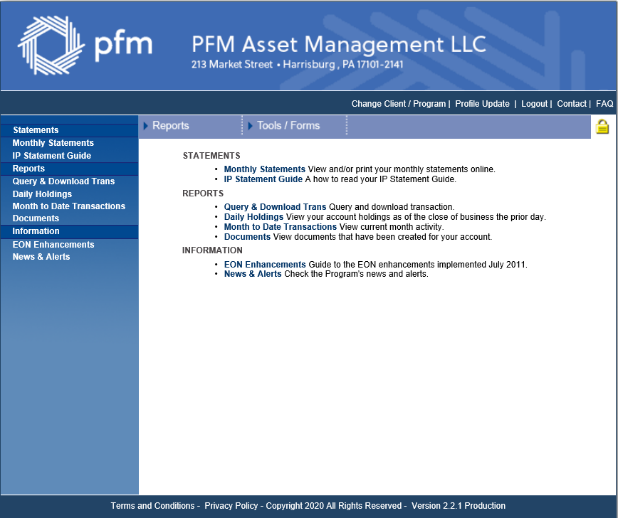 pfm
PFM Asset Management LLC
213 Market Street • Harrisburg, PA 17101-2141
Change Client / Program | Profile Update | Logout | Contact | FAQ
Statements
Monthly Statements
IP Statement Guide
Reports
Query & Download Trans
Daily Holdings
Month to Date Transactions
Documents
Information
EON Enhancements
News & Alerts
Reports
Tools / Forms
STATEMENTS
• Monthly Statements View and/or print your monthly statements online.
• IP Statement Guide A how to read your IP Statement Guide.
REPORTS
• Query & Download Trans Query and download transaction.
• Daily Holdings View your account holdings as of the close of business the prior day.
• Month to Date Transactions View current month activity.
• Documents View documents that have been created for your account.
INFORMATION
• EON Enhancements Guide to the EON enhancements implemented July 2011.
• News & Alerts Check the Program's news and alerts.
Terms and Conditions - Privacy Policy - Copyright 2020 All Rights Reserved - Version 2.2.1 Production